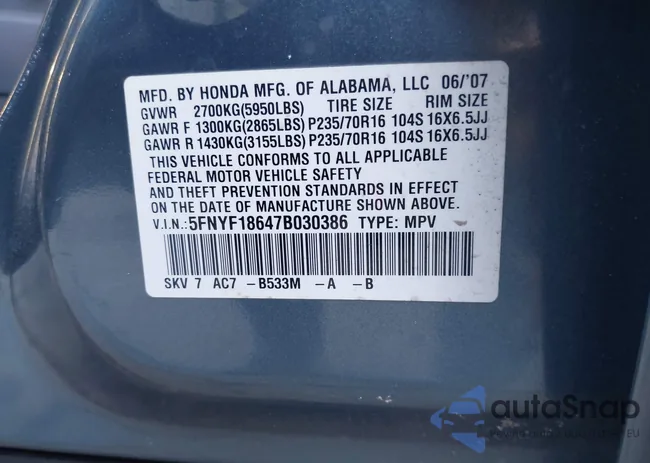 MFD. BY HONDA MFG. OF ALABAMA, LLC 06/'07
GVWR 2700KG(5950LBS) TIRE SIZE RIM SIZE
GAWR F 1300KG(2865LBS) P235/70R16 104S 16X6.5JJ
GAWR R 1430KG(3155LBS) P235/70R16 104S 16X6.5JJ
THIS VEHICLE CONFORMS TO ALL APPLICABLE
FEDERAL MOTOR VEHICLE SAFETY
AND THEFT PREVENTION STANDARDS IN EFFECT
ON THE DATE OF MANUFACTURE SHOWN ABOVE.
V.I.N.:5FNYF18647B030386 TYPE: MPV
SKV 7 AC7 -B533M -A -B
autoSnap